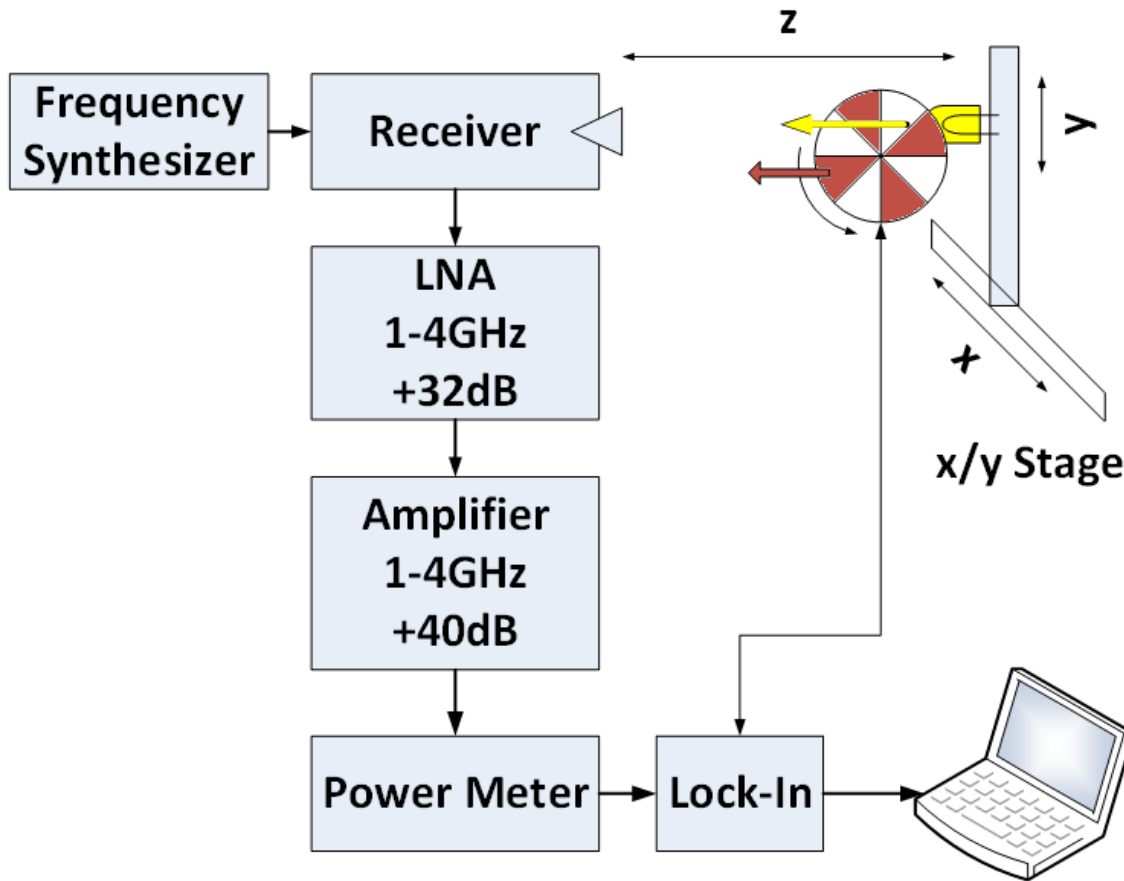 z
Frequency
Synthesizer
Receiver
y
LNA
1-4GHz
+32dB
x
x/y Stage
Amplifier
1-4GHz
+40dB
Power Meter
Lock-In